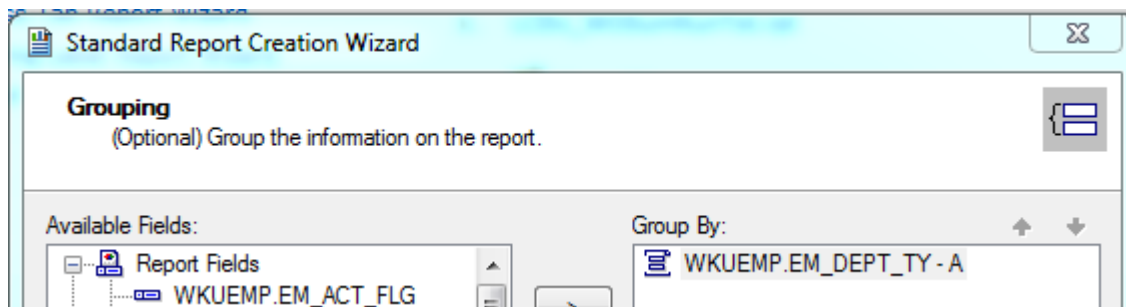 Standard Report Creation Wizard
Grouping
(Optional) Group the information on the report.
Available Fields:
Group By:
Report Fields
WKUEMP.EM_DEPT_TY - A
WKUEMP.EM_ACT_FLG